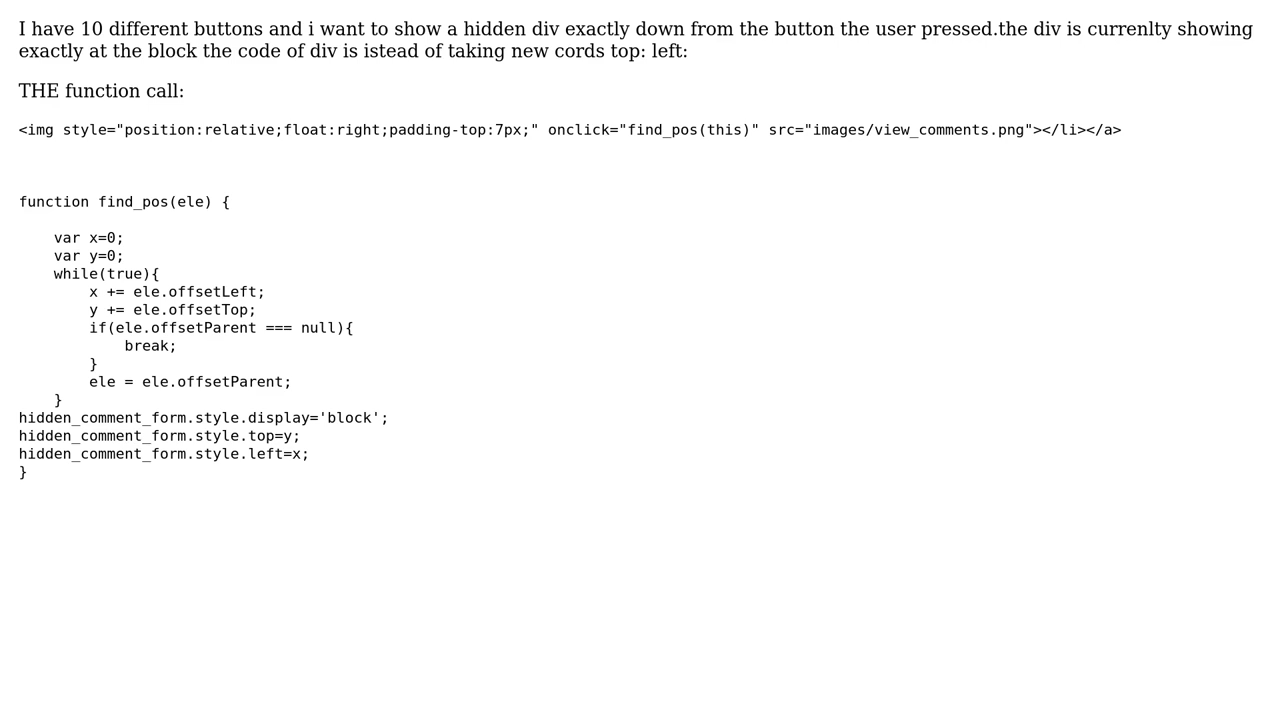 I have 10 different buttons and i want to show a hidden div exactly down from the button the user pressed.the div is currenlty showing
exactly at the block the code of div is istead of taking new cords top: left:
THE function call:
<img style="position:relative;float:right;padding-top:7px;" onclick="find_pos(this)" src="images/view_comments.png"></li></a>
function find_pos(ele) {
    var x=0;
    var y=0;
    while(true){
        x += ele.offsetLeft;
        y += ele.offsetTop;
        if(ele.offsetParent === null){
            break;
        }
        ele = ele.offsetParent;
    }
hidden_comment_form.style.display='block';
hidden_comment_form.style.top=y;
hidden_comment_form.style.left=x;
}